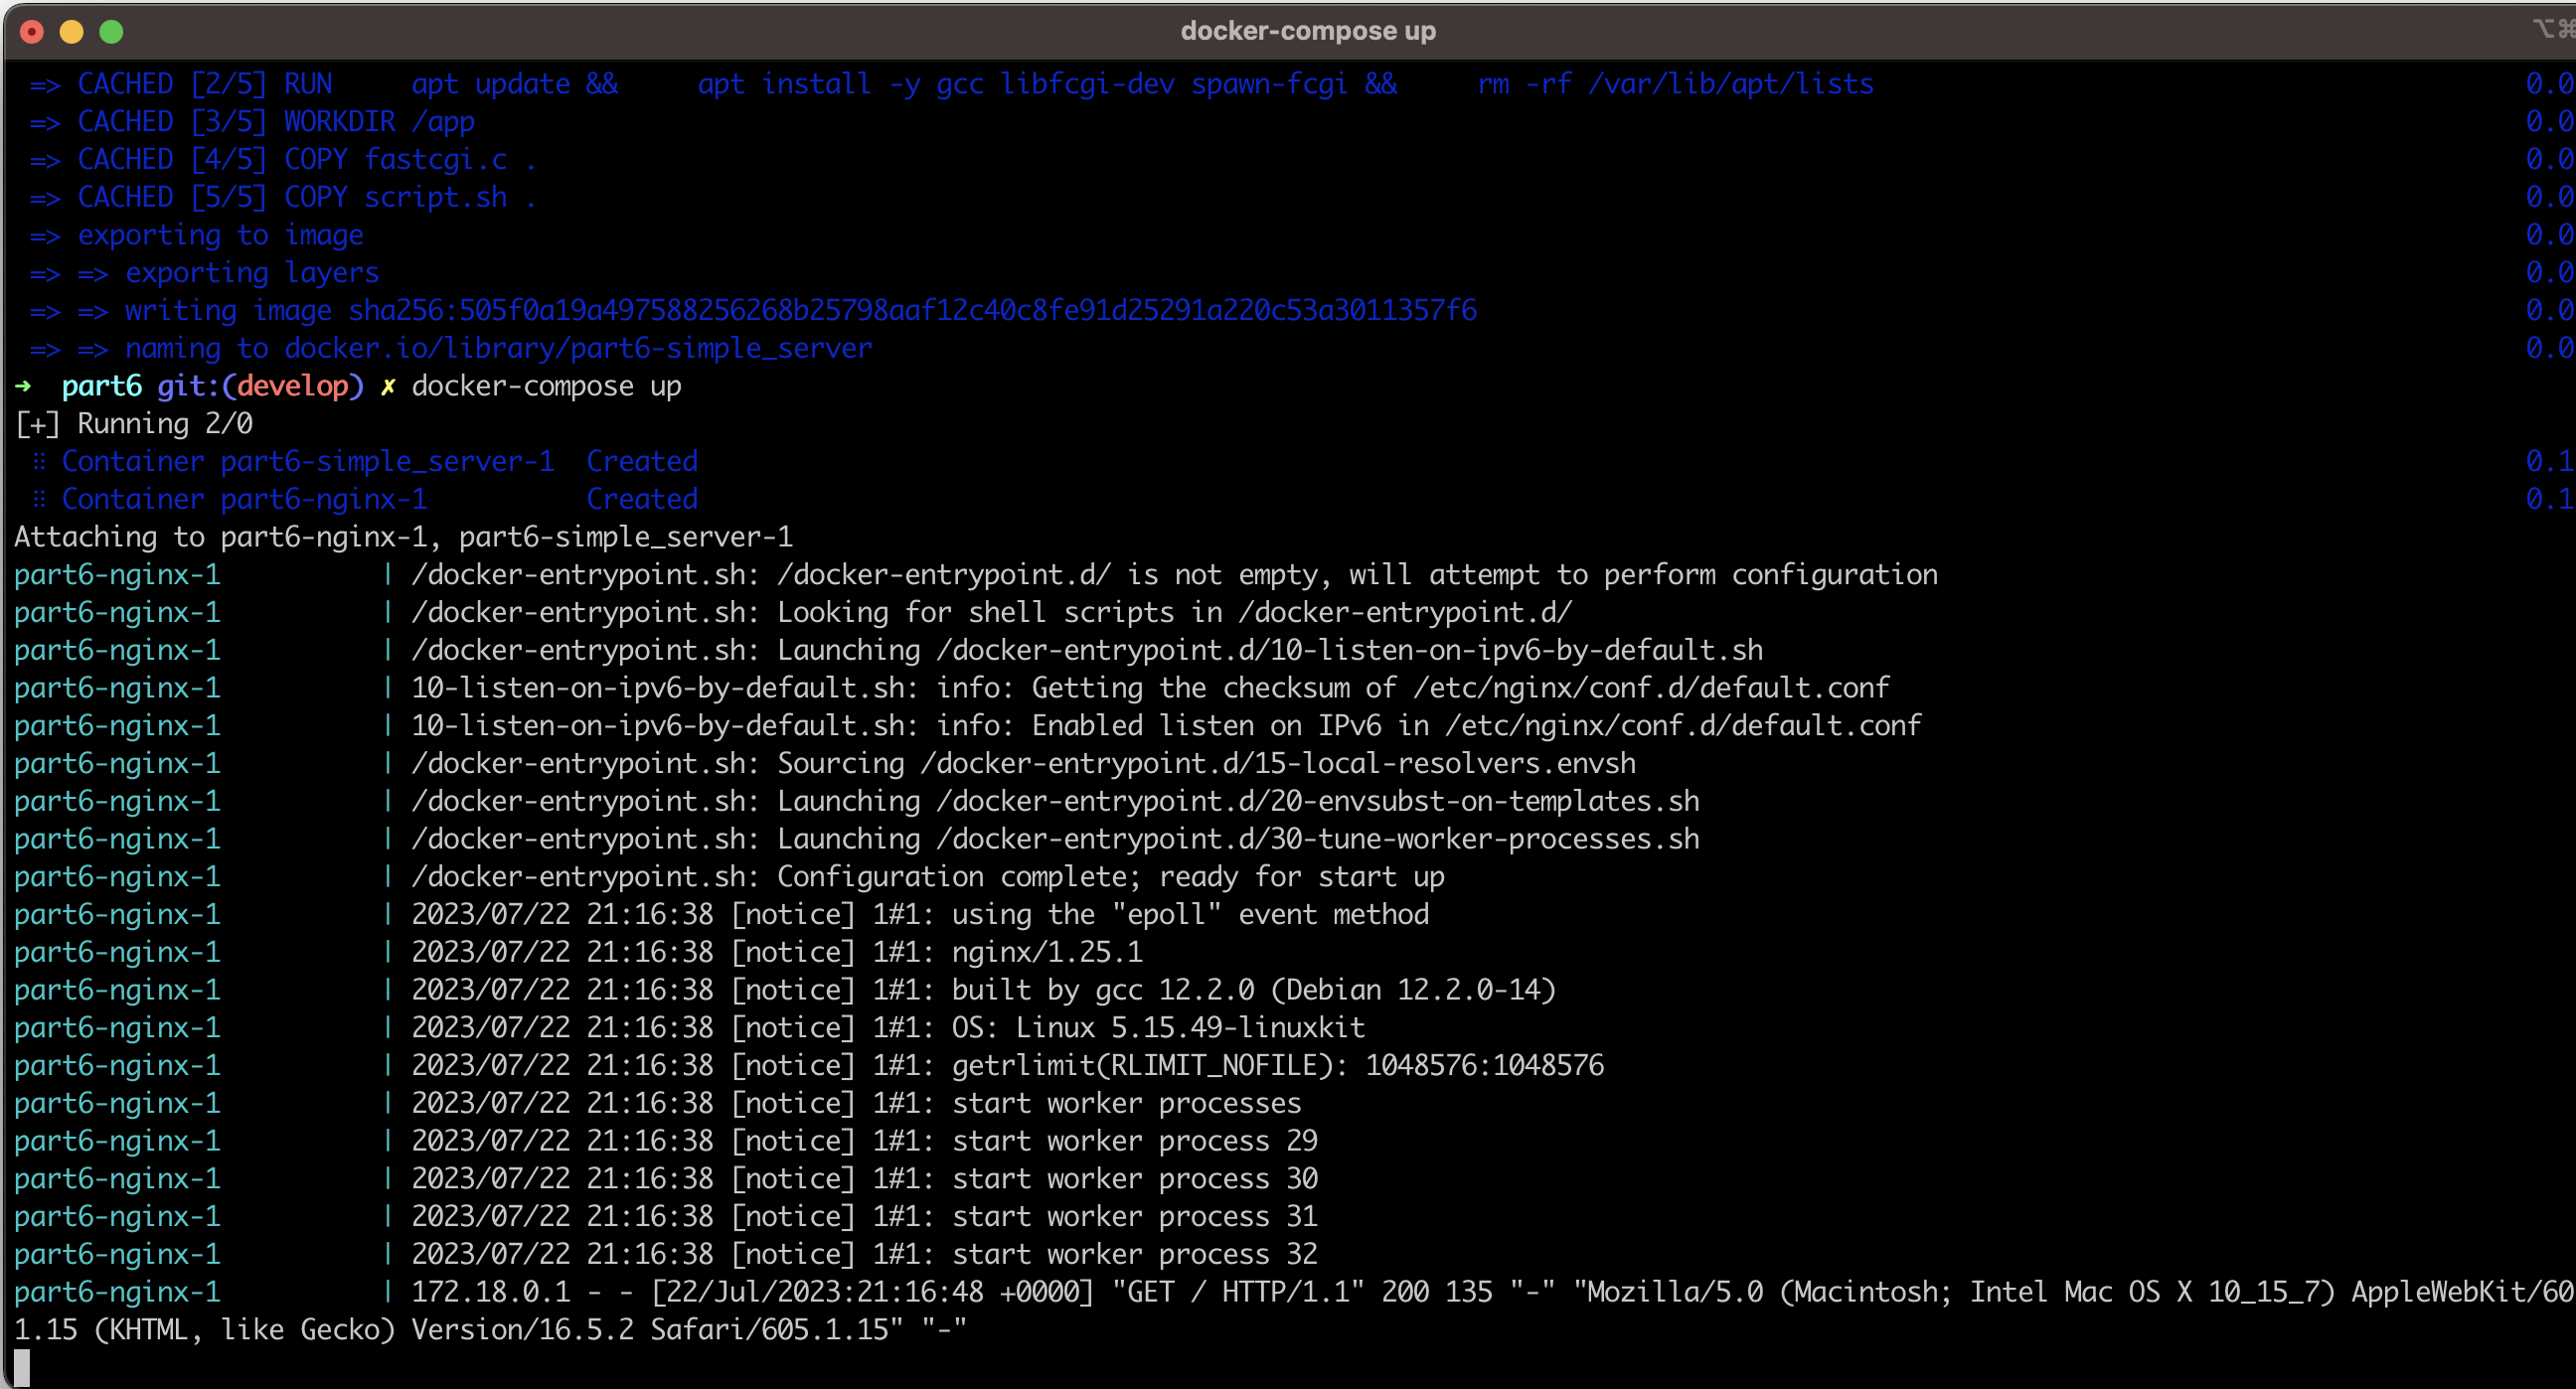 docker-compose up
=> CACHED [2/5] RUN     apt update &&     apt install -y gcc libfcgi-dev spawn-fcgi &&     rm -rf /var/lib/apt/lists 0.0
=> CACHED [3/5] WORKDIR /app 0.0
=> CACHED [4/5] COPY fastcgi.c . 0.0
=> CACHED [5/5] COPY script.sh . 0.0
=> exporting to image 0.0
=> => exporting layers 0.0
=> => writing image sha256:505f0a19a497588256268b25798aaf12c40c8fe91d25291a220c53a3011357f6 0.0
=> => naming to docker.io/library/part6-simple_server 0.0
➜  part6 git:(develop) ✗ docker-compose up
[+] Running 2/0
⠿ Container part6-simple_server-1  Created 0.1
⠿ Container part6-nginx-1          Created 0.1
Attaching to part6-nginx-1, part6-simple_server-1
part6-nginx-1          | /docker-entrypoint.sh: /docker-entrypoint.d/ is not empty, will attempt to perform configuration
part6-nginx-1          | /docker-entrypoint.sh: Looking for shell scripts in /docker-entrypoint.d/
part6-nginx-1          | /docker-entrypoint.sh: Launching /docker-entrypoint.d/10-listen-on-ipv6-by-default.sh
part6-nginx-1          | 10-listen-on-ipv6-by-default.sh: info: Getting the checksum of /etc/nginx/conf.d/default.conf
part6-nginx-1          | 10-listen-on-ipv6-by-default.sh: info: Enabled listen on IPv6 in /etc/nginx/conf.d/default.conf
part6-nginx-1          | /docker-entrypoint.sh: Sourcing /docker-entrypoint.d/15-local-resolvers.envsh
part6-nginx-1          | /docker-entrypoint.sh: Launching /docker-entrypoint.d/20-envsubst-on-templates.sh
part6-nginx-1          | /docker-entrypoint.sh: Launching /docker-entrypoint.d/30-tune-worker-processes.sh
part6-nginx-1          | /docker-entrypoint.sh: Configuration complete; ready for start up
part6-nginx-1          | 2023/07/22 21:16:38 [notice] 1#1: using the "epoll" event method
part6-nginx-1          | 2023/07/22 21:16:38 [notice] 1#1: nginx/1.25.1
part6-nginx-1          | 2023/07/22 21:16:38 [notice] 1#1: built by gcc 12.2.0 (Debian 12.2.0-14)
part6-nginx-1          | 2023/07/22 21:16:38 [notice] 1#1: OS: Linux 5.15.49-linuxkit
part6-nginx-1          | 2023/07/22 21:16:38 [notice] 1#1: getrlimit(RLIMIT_NOFILE): 1048576:1048576
part6-nginx-1          | 2023/07/22 21:16:38 [notice] 1#1: start worker processes
part6-nginx-1          | 2023/07/22 21:16:38 [notice] 1#1: start worker process 29
part6-nginx-1          | 2023/07/22 21:16:38 [notice] 1#1: start worker process 30
part6-nginx-1          | 2023/07/22 21:16:38 [notice] 1#1: start worker process 31
part6-nginx-1          | 2023/07/22 21:16:38 [notice] 1#1: start worker process 32
part6-nginx-1          | 172.18.0.1 - - [22/Jul/2023:21:16:48 +0000] "GET / HTTP/1.1" 200 135 "-" "Mozilla/5.0 (Macintosh; Intel Mac OS X 10_15_7) AppleWebKit/60
1.15 (KHTML, like Gecko) Version/16.5.2 Safari/605.1.15" "-"